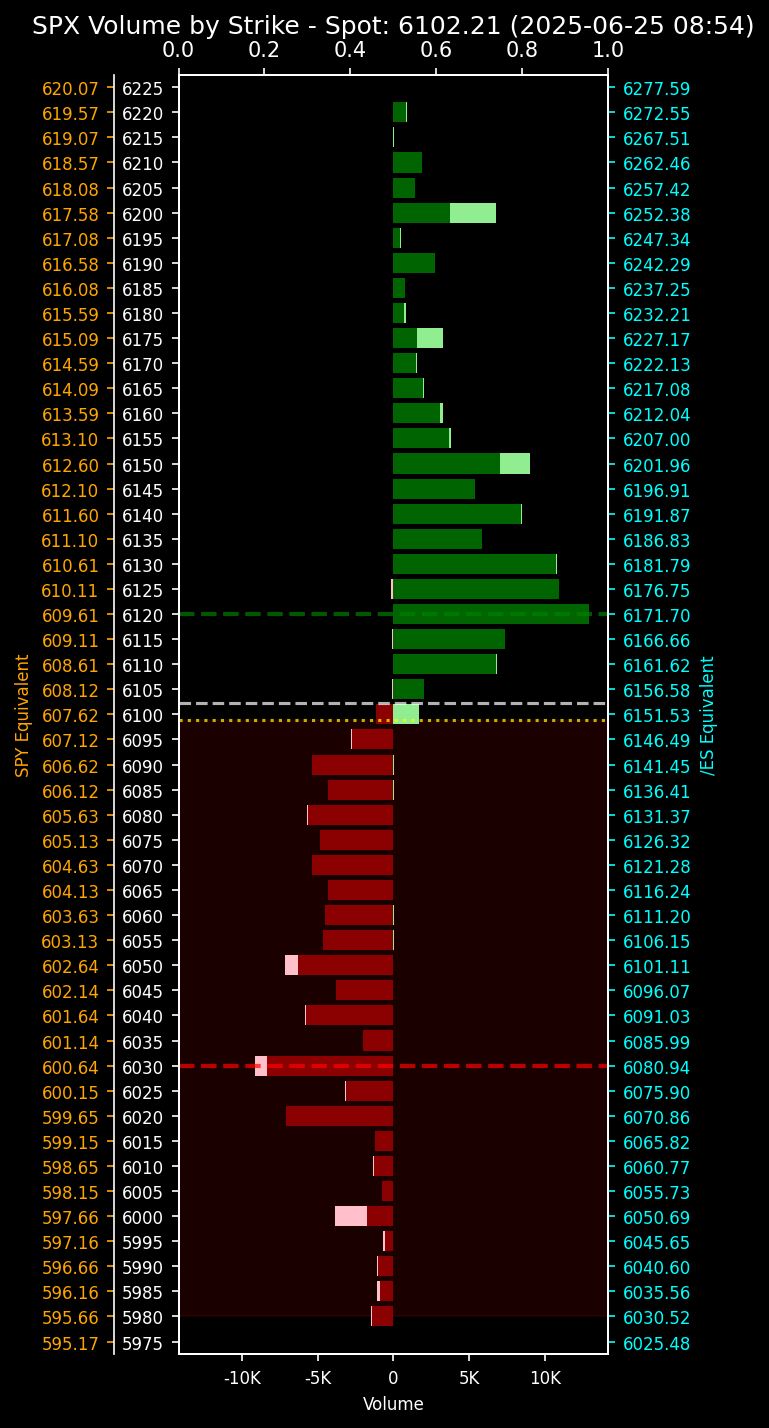 SPX Volume by Strike - Spot: 6102.21 (2025-06-25 08:54)
0.0 0.2 0.4 0.6 0.8 1.0
620.07 6225 6277.59
619.57 6220 6272.55
619.07 6215 6267.51
618.57 6210 6262.46
618.08 6205 6257.42
617.58 6200 6252.38
617.08 6195 6247.34
616.58 6190 6242.29
616.08 6185 6237.25
615.59 6180 6232.21
615.09 6175 6227.17
614.59 6170 6222.13
614.09 6165 6217.08
613.59 6160 6212.04
613.10 6155 6207.00
612.60 6150 6201.96
612.10 6145 6196.91
611.60 6140 6191.87
611.10 6135 6186.83
610.61 6130 6181.79
610.11 6125 6176.75
609.61 6120 6171.70
609.11 6115 6166.66
608.61 6110 6161.62
608.12 6105 6156.58
607.62 6100 6151.53
607.12 6095 6146.49
606.62 6090 6141.45
606.12 6085 6136.41
605.63 6080 6131.37
605.13 6075 6126.32
604.63 6070 6121.28
604.13 6065 6116.24
603.63 6060 6111.20
603.13 6055 6106.15
602.64 6050 6101.11
602.14 6045 6096.07
601.64 6040 6091.03
601.14 6035 6085.99
600.64 6030 6080.94
600.15 6025 6075.90
599.65 6020 6070.86
599.15 6015 6065.82
598.65 6010 6060.77
598.15 6005 6055.73
597.66 6000 6050.69
597.16 5995 6045.65
596.66 5990 6040.60
596.16 5985 6035.56
595.66 5980 6030.52
595.17 5975 6025.48
SPY Equivalent
/ES Equivalent
-10K -5K 0 5K 10K
Volume